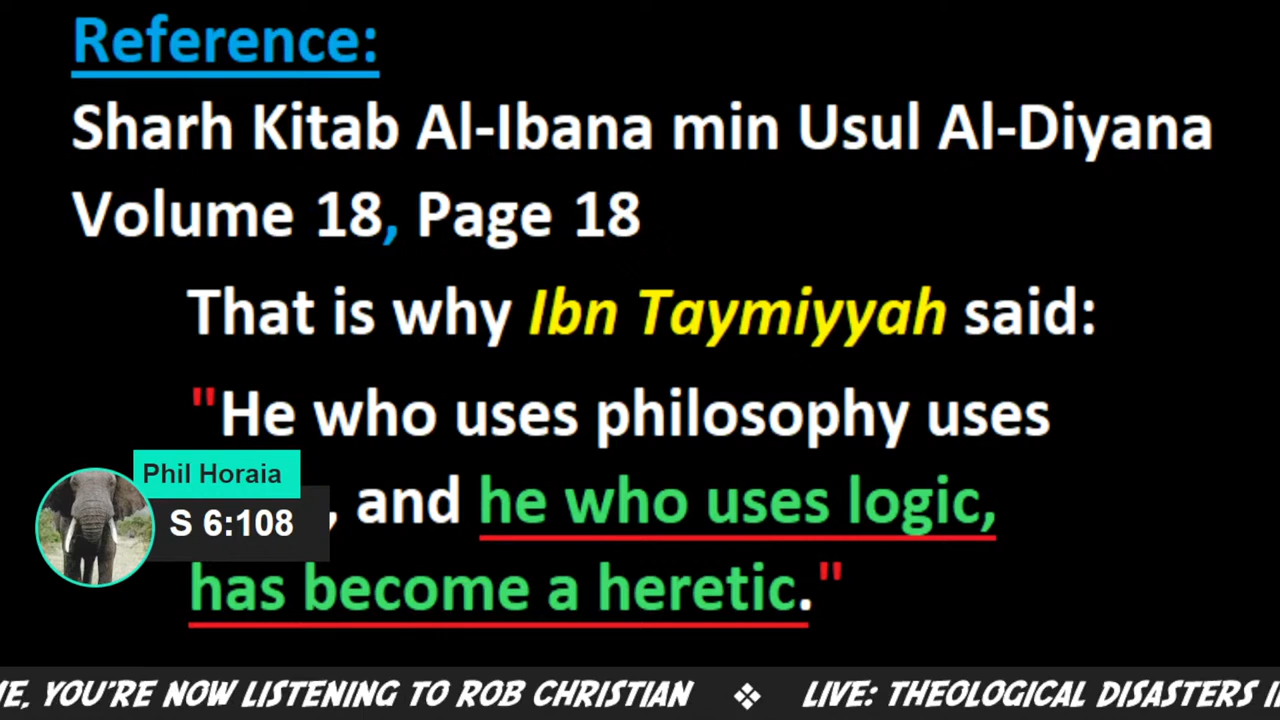 Reference:
Sharh Kitab Al-Ibana min Usul Al-Diyana
Volume 18, Page 18
That is why Ibn Taymiyyah said:
"He who uses philosophy uses
, and he who uses logic,
has become a heretic."
Phil Horaia
S 6:108
YOU'RE NOW LISTENING TO ROB CHRISTIAN ❖ LIVE: THEOLOGICAL DISASTERS